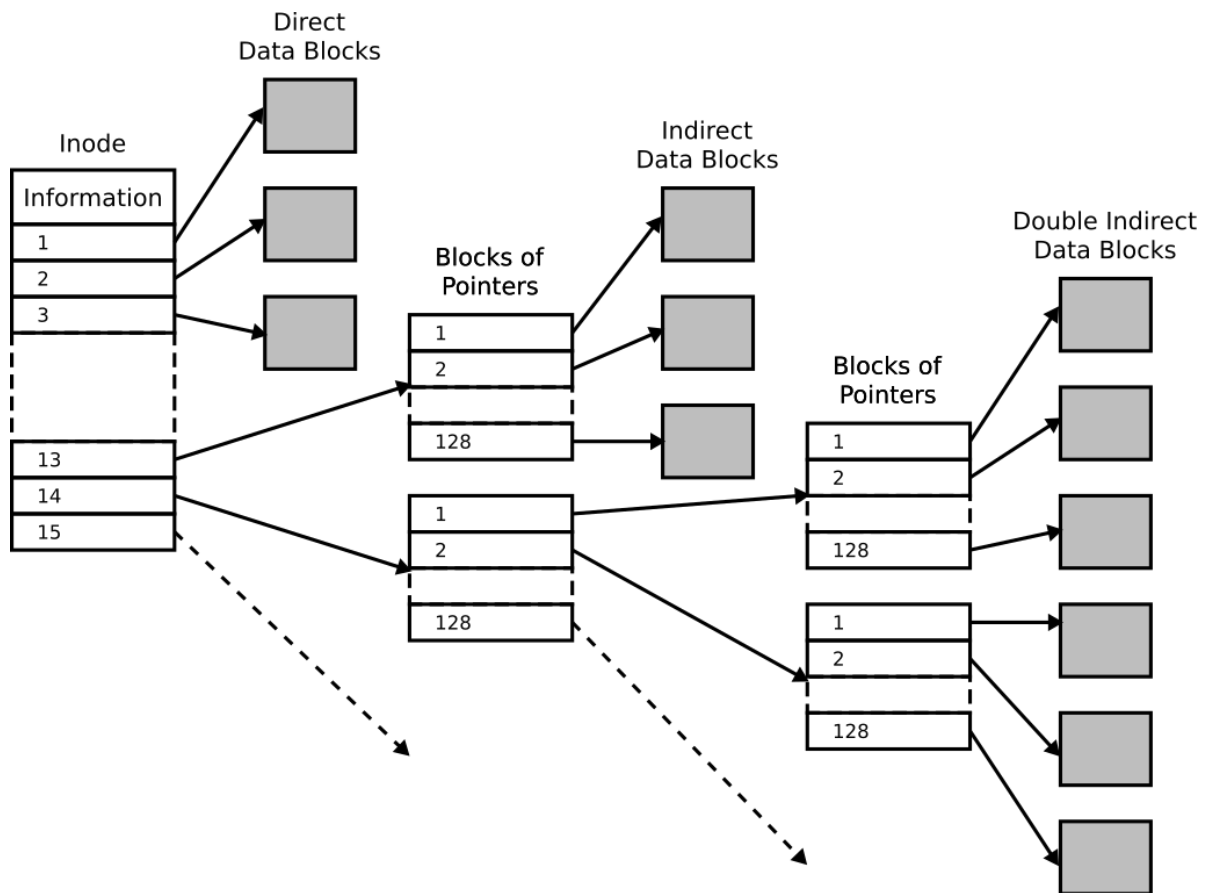 Direct
Data Blocks
Inode
Information
1
2
3
13
14
15
Blocks of
Pointers
1
2
128
1
2
128
Indirect
Data Blocks
Blocks of
Pointers
1
2
128
1
2
128
Double Indirect
Data Blocks